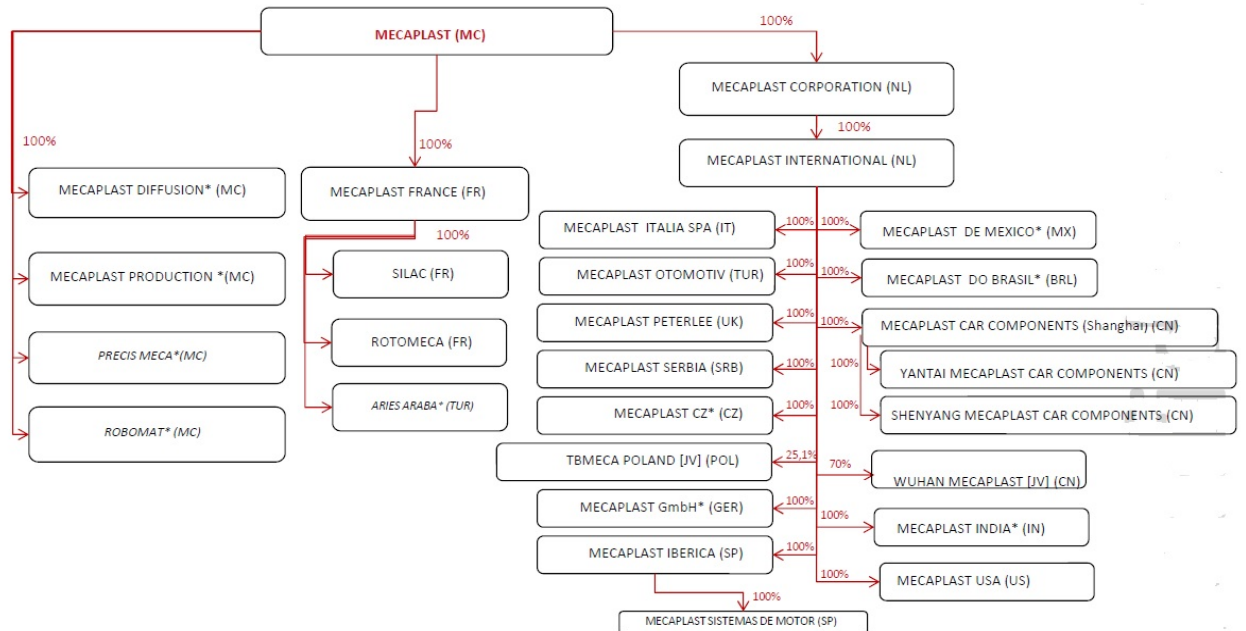 MECAPLAST (MC)
100%
MECAPLAST CORPORATION (NL)
100%
MECAPLAST INTERNATIONAL (NL)
100%
MECAPLAST DIFFUSION* (MC)
MECAPLAST PRODUCTION *(MC)
PRECIS MECA*(MC)
ROBOMAT* (MC)
100%
MECAPLAST FRANCE (FR)
100%
SILAC (FR)
ROTOMECA (FR)
ARIES ARABA* (TUR)
MECAPLAST ITALIA SPA (IT)
100%
100%
MECAPLAST DE MEXICO* (MX)
MECAPLAST OTOMOTIV (TUR)
100%
100%
MECAPLAST DO BRASIL* (BRL)
MECAPLAST PETERLEE (UK)
100%
100%
MECAPLAST CAR COMPONENTS (Shanghai) (CN)
MECAPLAST SERBIA (SRB)
100%
100%
YANTAI MECAPLAST CAR COMPONENTS (CN)
MECAPLAST CZ* (CZ)
100%
100%
SHENYANG MECAPLAST CAR COMPONENTS (CN)
TBMECA POLAND [JV] (POL)
25,1%
70%
WUHAN MECAPLAST [JV] (CN)
MECAPLAST GmbH* (GER)
100%
100%
MECAPLAST INDIA* (IN)
MECAPLAST IBERICA (SP)
100%
100%
MECAPLAST USA (US)
100%
MECAPLAST SISTEMAS DE MOTOR (SP)